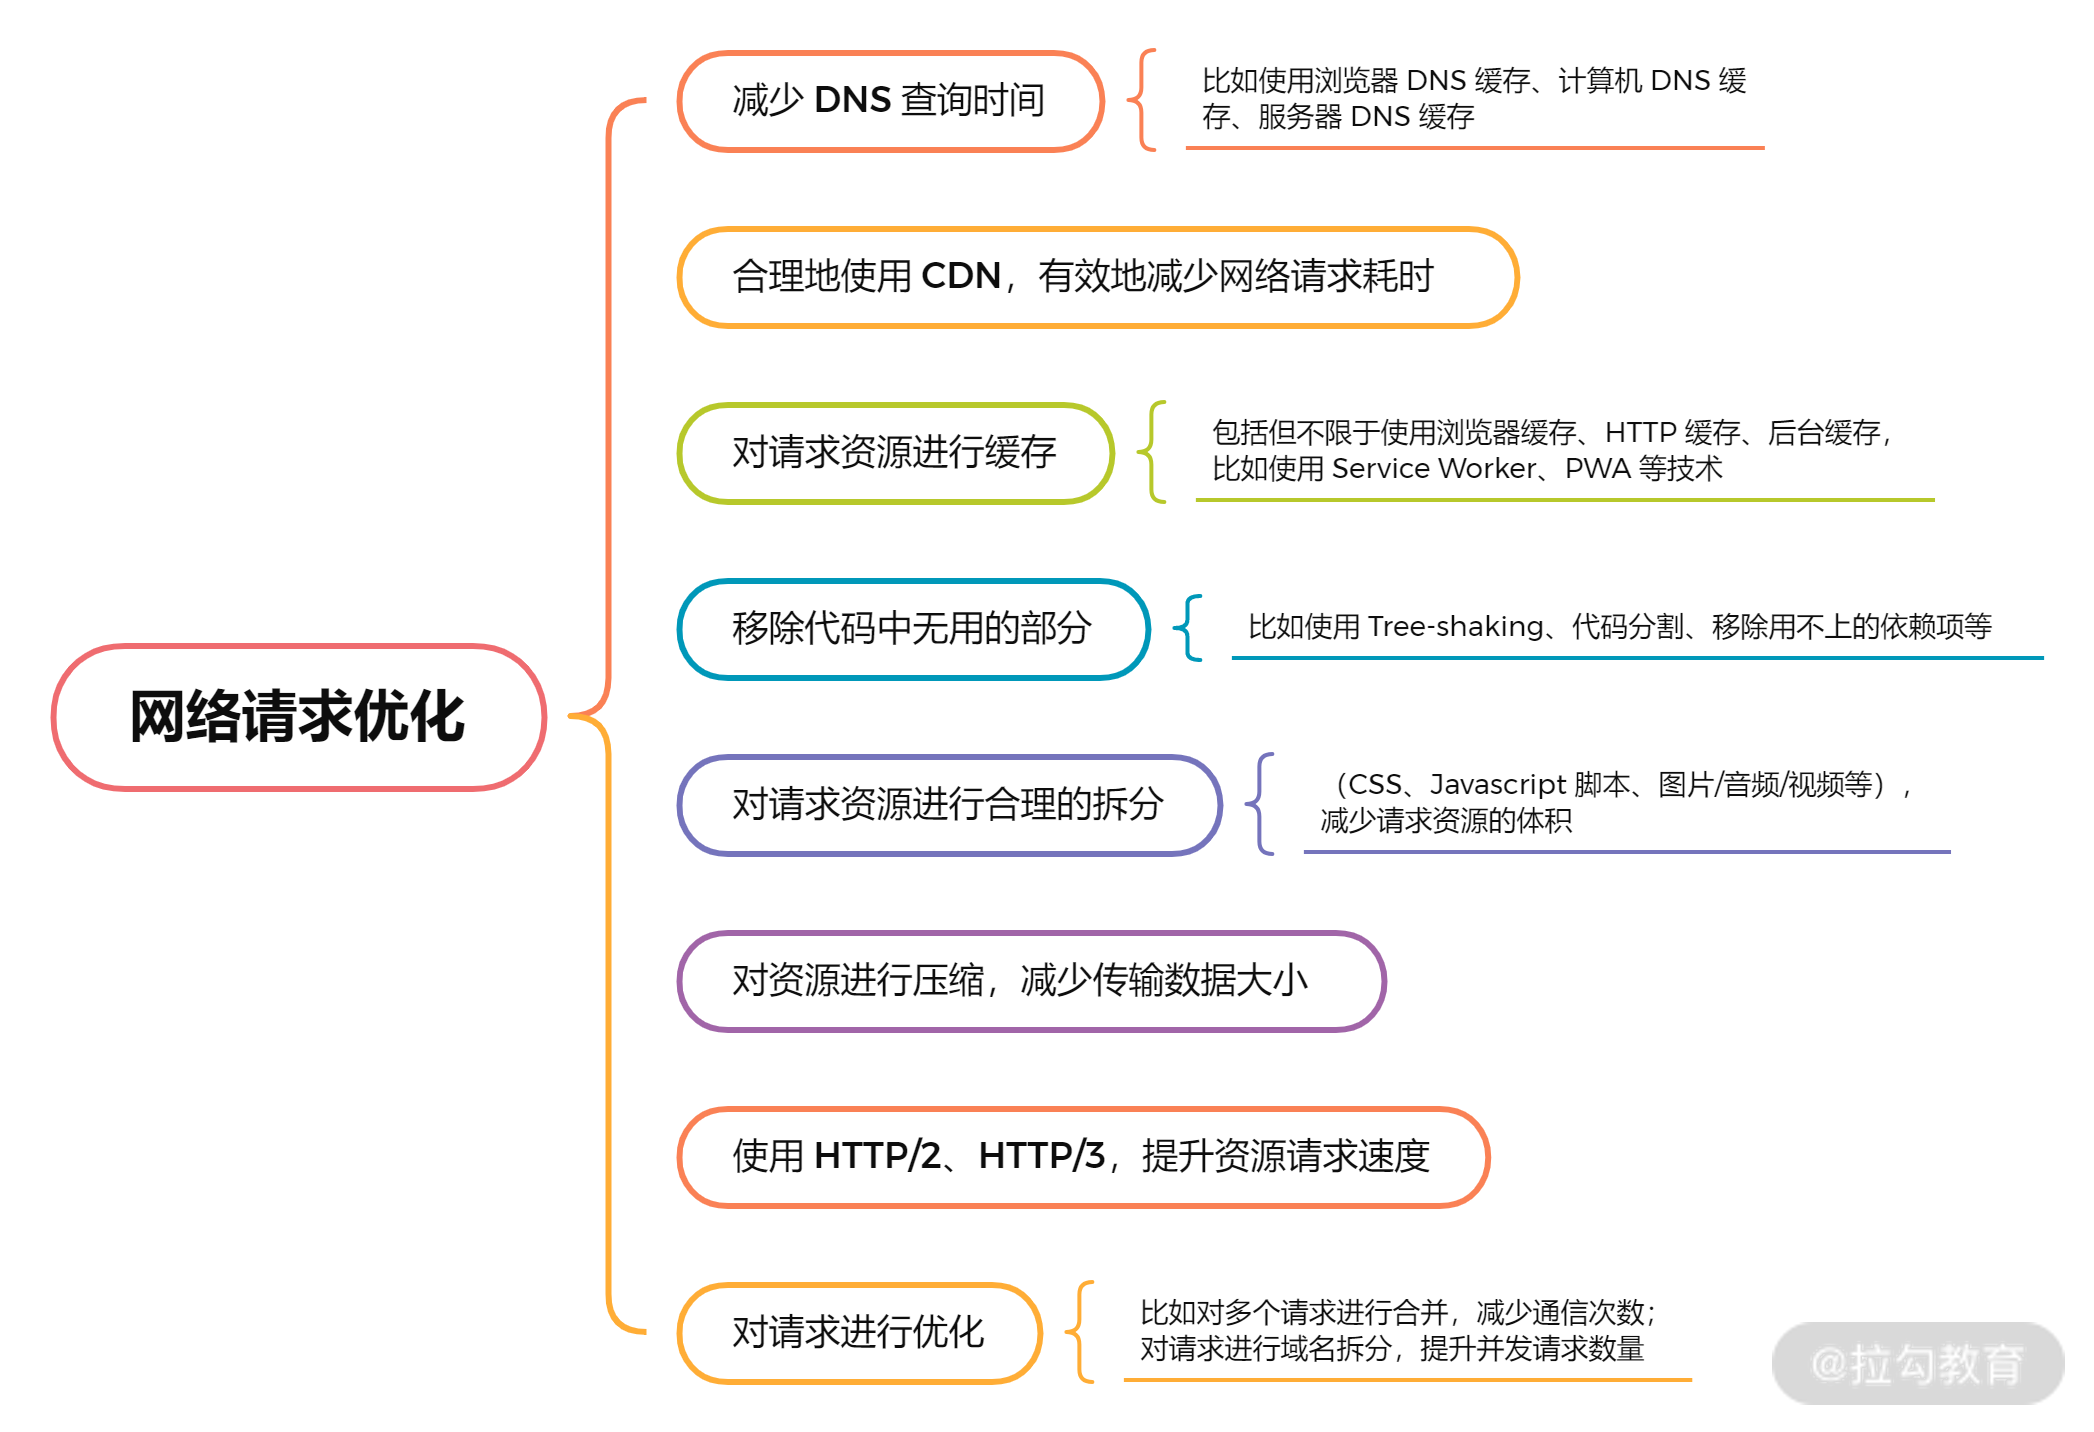 减少 DNS 查询时间
比如使用浏览器 DNS 缓存、计算机 DNS 缓
存、服务器 DNS 缓存
合理地使用 CDN，有效地减少网络请求耗时
对请求资源进行缓存
包括但不限于使用浏览器缓存、HTTP 缓存、后台缓存，
比如使用 Service Worker、PWA 等技术
移除代码中无用的部分
比如使用 Tree-shaking、代码分割、移除用不上的依赖项等
网络请求优化
对请求资源进行合理的拆分
（CSS、Javascript 脚本、图片/音频/视频等），
减少请求资源的体积
对资源进行压缩，减少传输数据大小
使用 HTTP/2、HTTP/3，提升资源请求速度
对请求进行优化
比如对多个请求进行合并，减少通信次数；
对请求进行域名拆分，提升并发请求数量
@拉勾教育